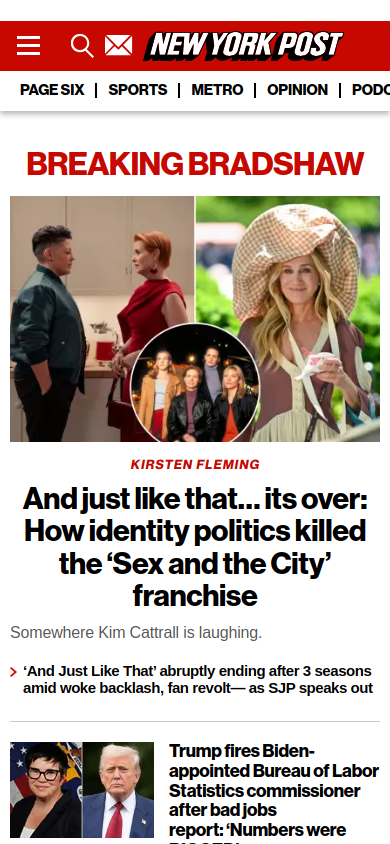 NEW YORK POST
PAGE SIX | SPORTS | METRO | OPINION | PODC
BREAKING BRADSHAW
KIRSTEN FLEMING
And just like that… its over:
How identity politics killed
the ‘Sex and the City’
franchise
Somewhere Kim Cattrall is laughing.
‘And Just Like That’ abruptly ending after 3 seasons
amid woke backlash, fan revolt— as SJP speaks out
Trump fires Biden-
appointed Bureau of Labor
Statistics commissioner
after bad jobs
report: ‘Numbers were